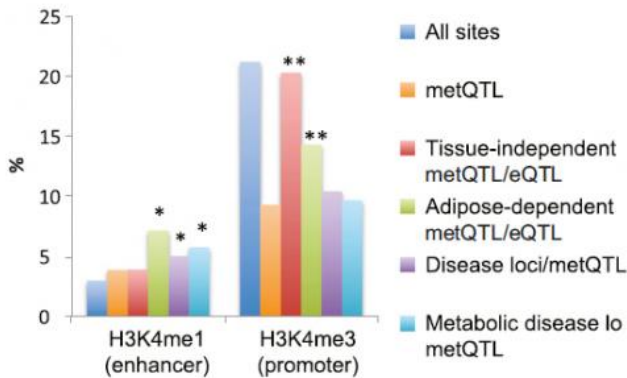 25
20
15
10
5
0
%
*
*
*
**
**
H3K4me1
(enhancer)
H3K4me3
(promoter)
All sites
metQTL
Tissue-independent
metQTL/eQTL
Adipose-dependent
metQTL/eQTL
Disease loci/metQTL
Metabolic disease lo
metQTL